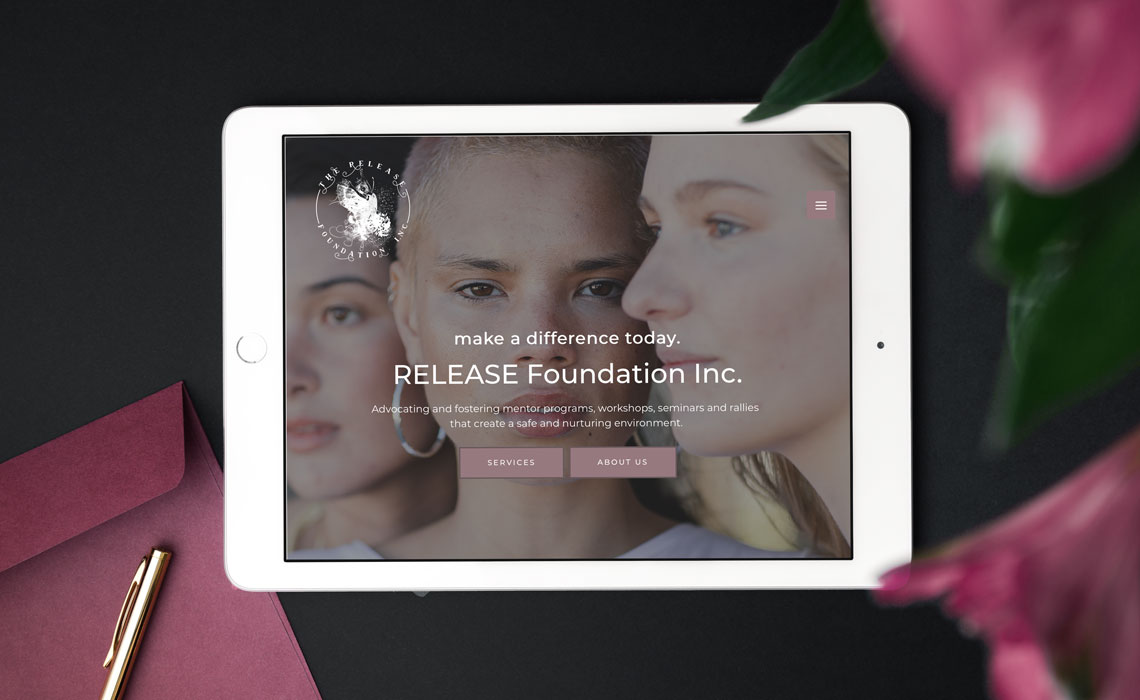 THE RELEASE
FOUNDATION INC
make a difference today.
RELEASE Foundation Inc.
Advocating and fostering mentor programs, workshops, seminars and rallies
that create a safe and nurturing environment.
SERVICES
ABOUT US